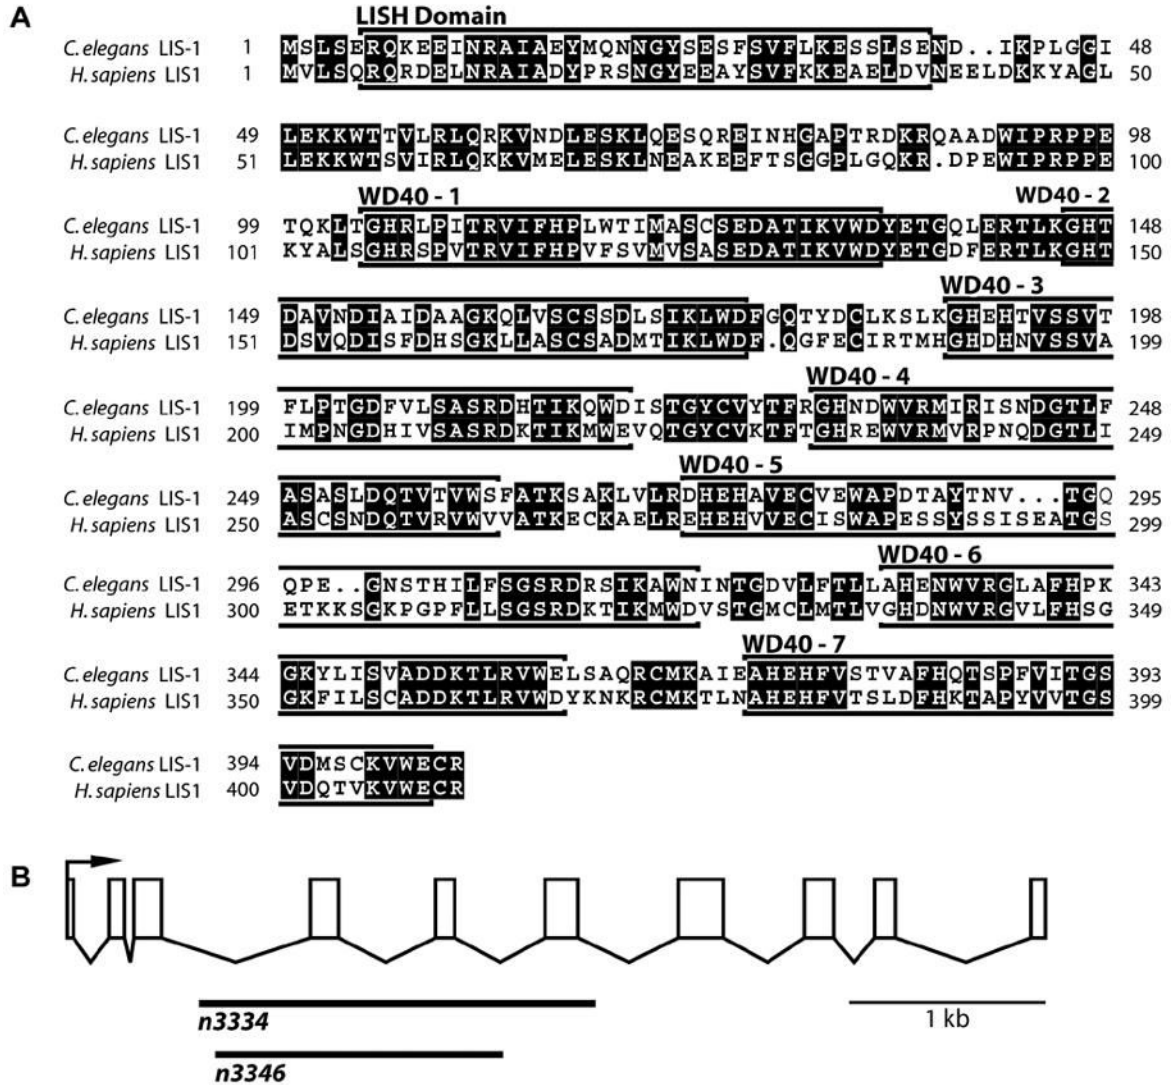 A
LISH Domain
C. elegans LIS-1 1 MSLSERQKEEINRAIAEYMQNNGYSESFSVFLKESSLSEND..IKPLGGI 48
H. sapiens LIS1 1 MVLSQRQRDELNRAIADYPRSNGYEEAYSVFKKEAELDVNEELDKKYAGL 50
C. elegans LIS-1 49 LEKKWTTVLRLQRKVNDLESKLQESQREINHGAPTRDKRQAADWIPRPPE 98
H. sapiens LIS1 51 LEKKWTSVIRLQKKVMELESKLNEAKEEFTSGGPLGQKR.DPEWIPRPPE 100
WD40 - 1 WD40 - 2
C. elegans LIS-1 99 TQKLTGHRLPITRVIFHPLWTIMASCSEDATIKVWDYETGQLERTLKGHT 148
H. sapiens LIS1 101 KYALSGHRSPVTRVIFHPVFSVMVSASEDATIKVWDYETGDFERTLKGHT 150
WD40 - 3
C. elegans LIS-1 149 DAVNDIAIDAAGKQLVSCSSDLSIKLWDFGQTYDCLKSLKGHEHTVSSVT 198
H. sapiens LIS1 151 DSVQDISFDHSGKLLASCSADMTIKLWDF.QGFECIRTMHGHDHNVSSVA 199
WD40 - 4
C. elegans LIS-1 199 FLPTGDFVLSASRDHTIKQWDISTGYCVYTFRGHNDWVRMIRISNDGTLF 248
H. sapiens LIS1 200 IMPNGDHIVSASRDKTIKMWEVQTGYCVKTFTGHREWVRMVRPNQDGTLI 249
WD40 - 5
C. elegans LIS-1 249 ASASLDQTVTVWSFATKSAKLVLRDHEHAVECVEWAPDTAYTNV...TGQ 295
H. sapiens LIS1 250 ASCSNDQTVRVWVVATKECKAELREHEHVVECISWAPESSYSSISEATGS 299
WD40 - 6
C. elegans LIS-1 296 QPE..GNSTHILFSGSRDRSIKAWNINTGDVLFTLLAHENWVRGLAFHPK 343
H. sapiens LIS1 300 ETKKSGKPGPFLLSGSRDKTIKMWDVSTGMCLMTLVGHDNWVRGVLFHSG 349
WD40 - 7
C. elegans LIS-1 344 GKYLISVADDKTLRVWELSAQRCMKAIEAHEHFVSTVAFHQTSPFVITGS 393
H. sapiens LIS1 350 GKFILSCADDKTLRVWDYKNKRCMKTLNAHEHFVTSLDFHKTAPYVVTGS 399
C. elegans LIS-1 394 VDMSCKVWECR
H. sapiens LIS1 400 VDQTVKVWECR
B
n3334
1 kb
n3346